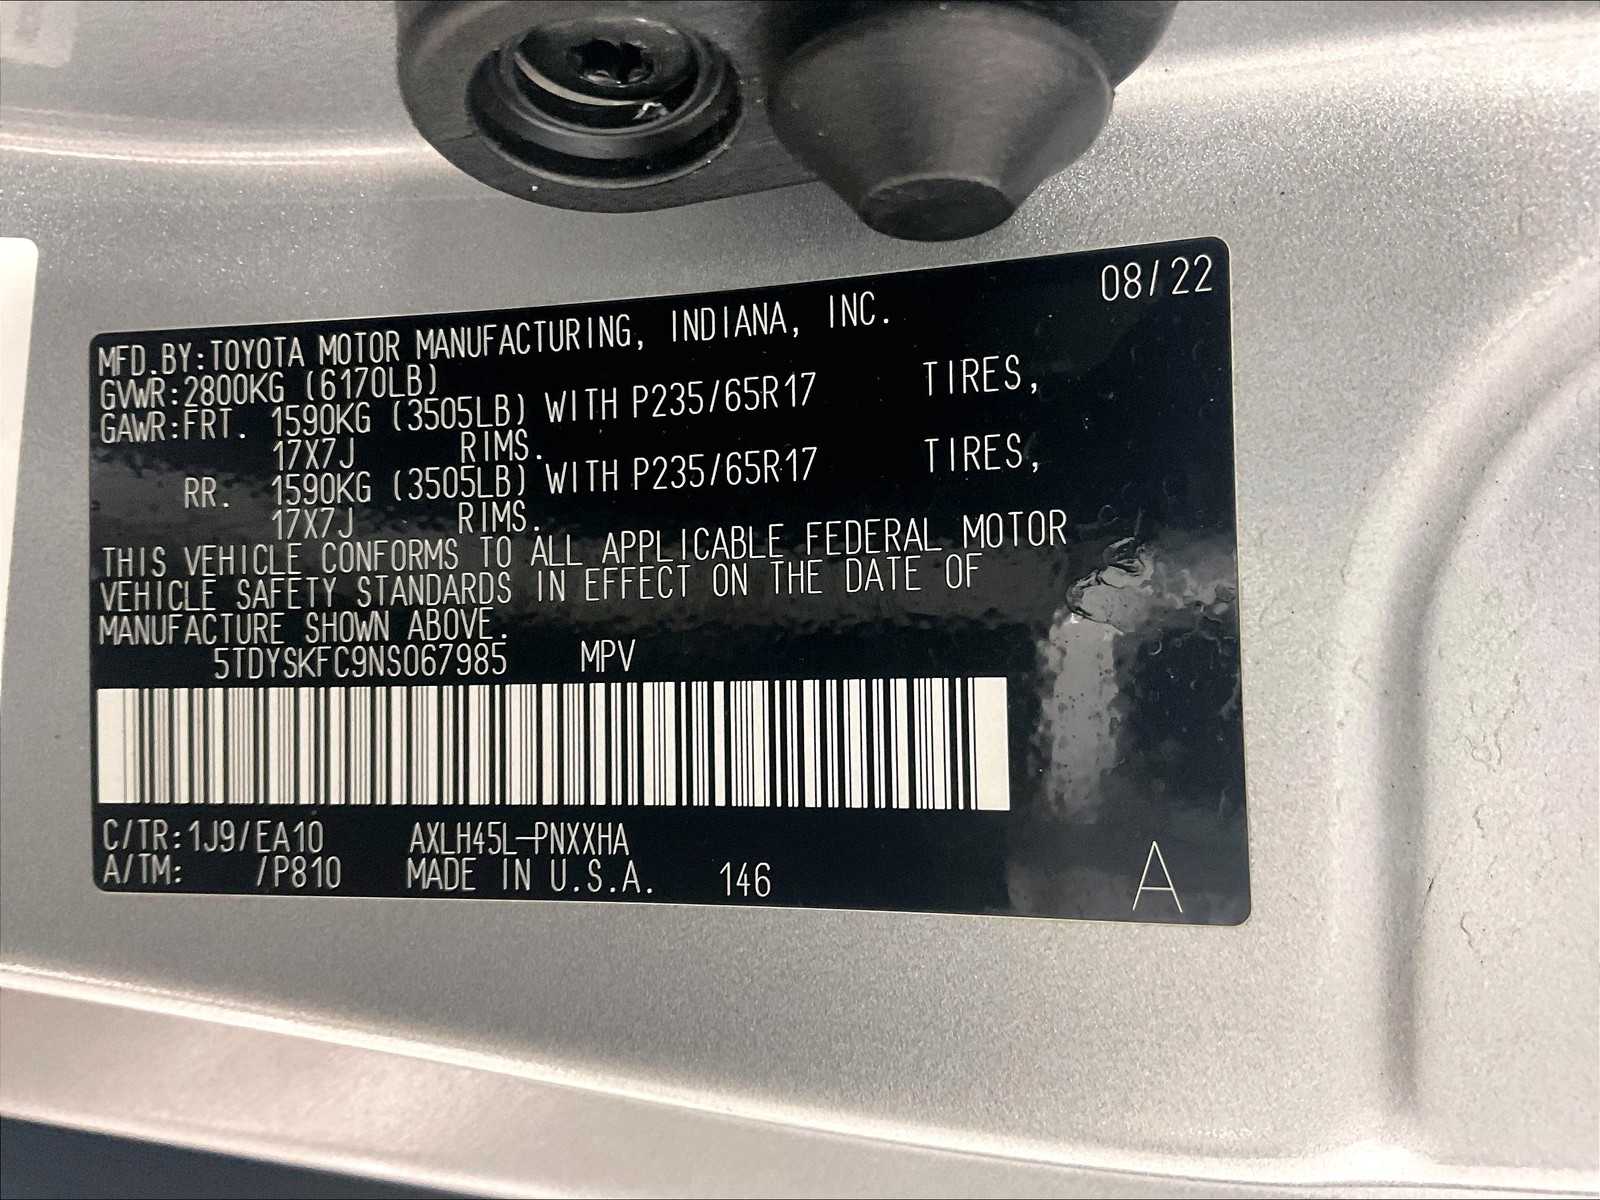 08/22
MFD.BY:TOYOTA MOTOR MANUFACTURING, INDIANA, INC.
GVWR:2800KG (6170LB)
GAWR:FRT. 1590KG (3505LB) WITH P235/65R17 TIRES,
17X7J RIMS.
RR. 1590KG (3505LB) WITH P235/65R17 TIRES,
17X7J RIMS.
THIS VEHICLE CONFORMS TO ALL APPLICABLE FEDERAL MOTOR
VEHICLE SAFETY STANDARDS IN EFFECT ON THE DATE OF
MANUFACTURE SHOWN ABOVE.
5TDYSKFC9NS067985 MPV
C/TR:1J9/EA10 AXLH45L-PNXXHA
A/TM: /P810 MADE IN U.S.A. 146
A